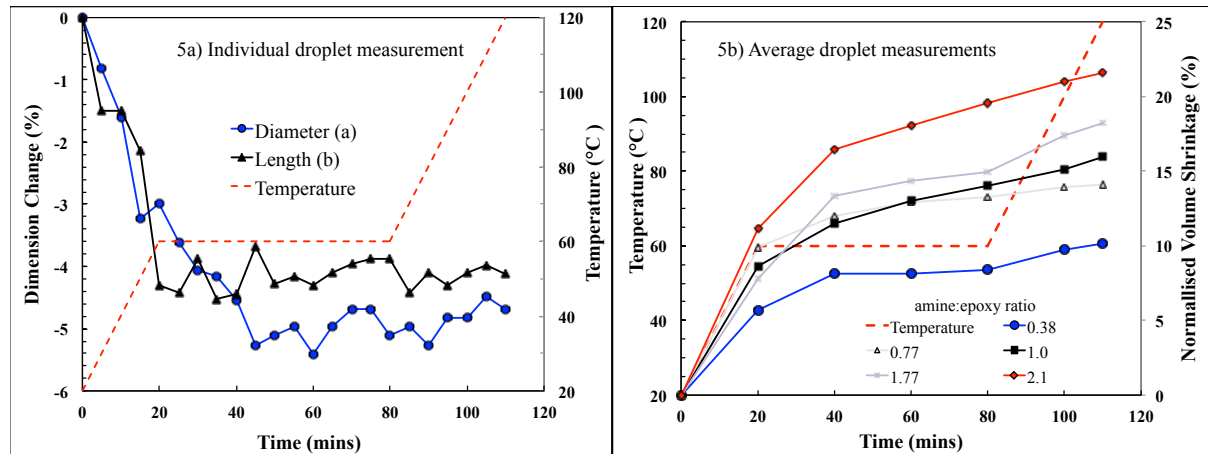 5a) Individual droplet measurement
Diameter (a)
Length (b)
Temperature
Dimension Change (%)
0
-1
-2
-3
-4
-5
-6
0 20 40 60 80 100 120
Time (mins)
120
100
80
60
40
20
Temperature (°C )
5b) Average droplet measurements
Temperature (°C)
120
100
80
60
40
20
0 20 40 60 80 100 120
Time (mins)
25
20
15
10
5
0
Normallised Volume Shrinkage (%)
amine:epoxy ratio
Temperature 0.38
0.77 1.0
1.77 2.1